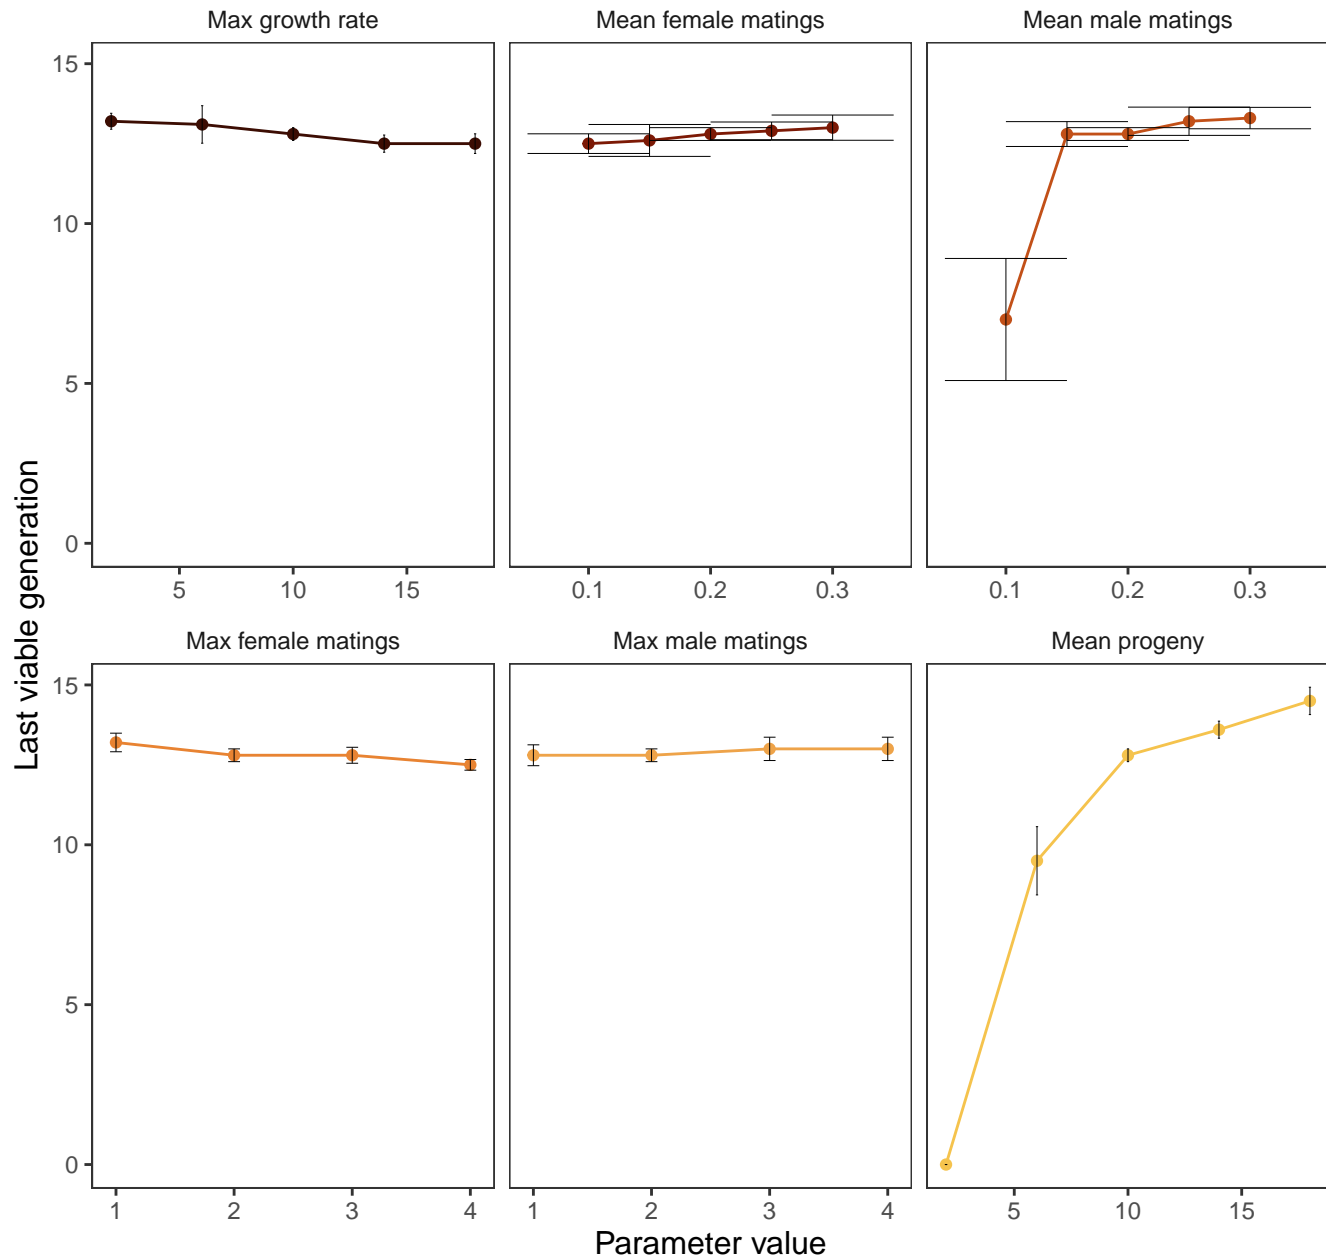 Max growth rate
Mean female matings
Mean male matings
15
10
5
0
5 10 15
0.1 0.2 0.3
0.1 0.2 0.3
Last viable generation
Max female matings
Max male matings
Mean progeny
15
10
5
0
1 2 3 4
1 2 3 4
5 10 15
Parameter value